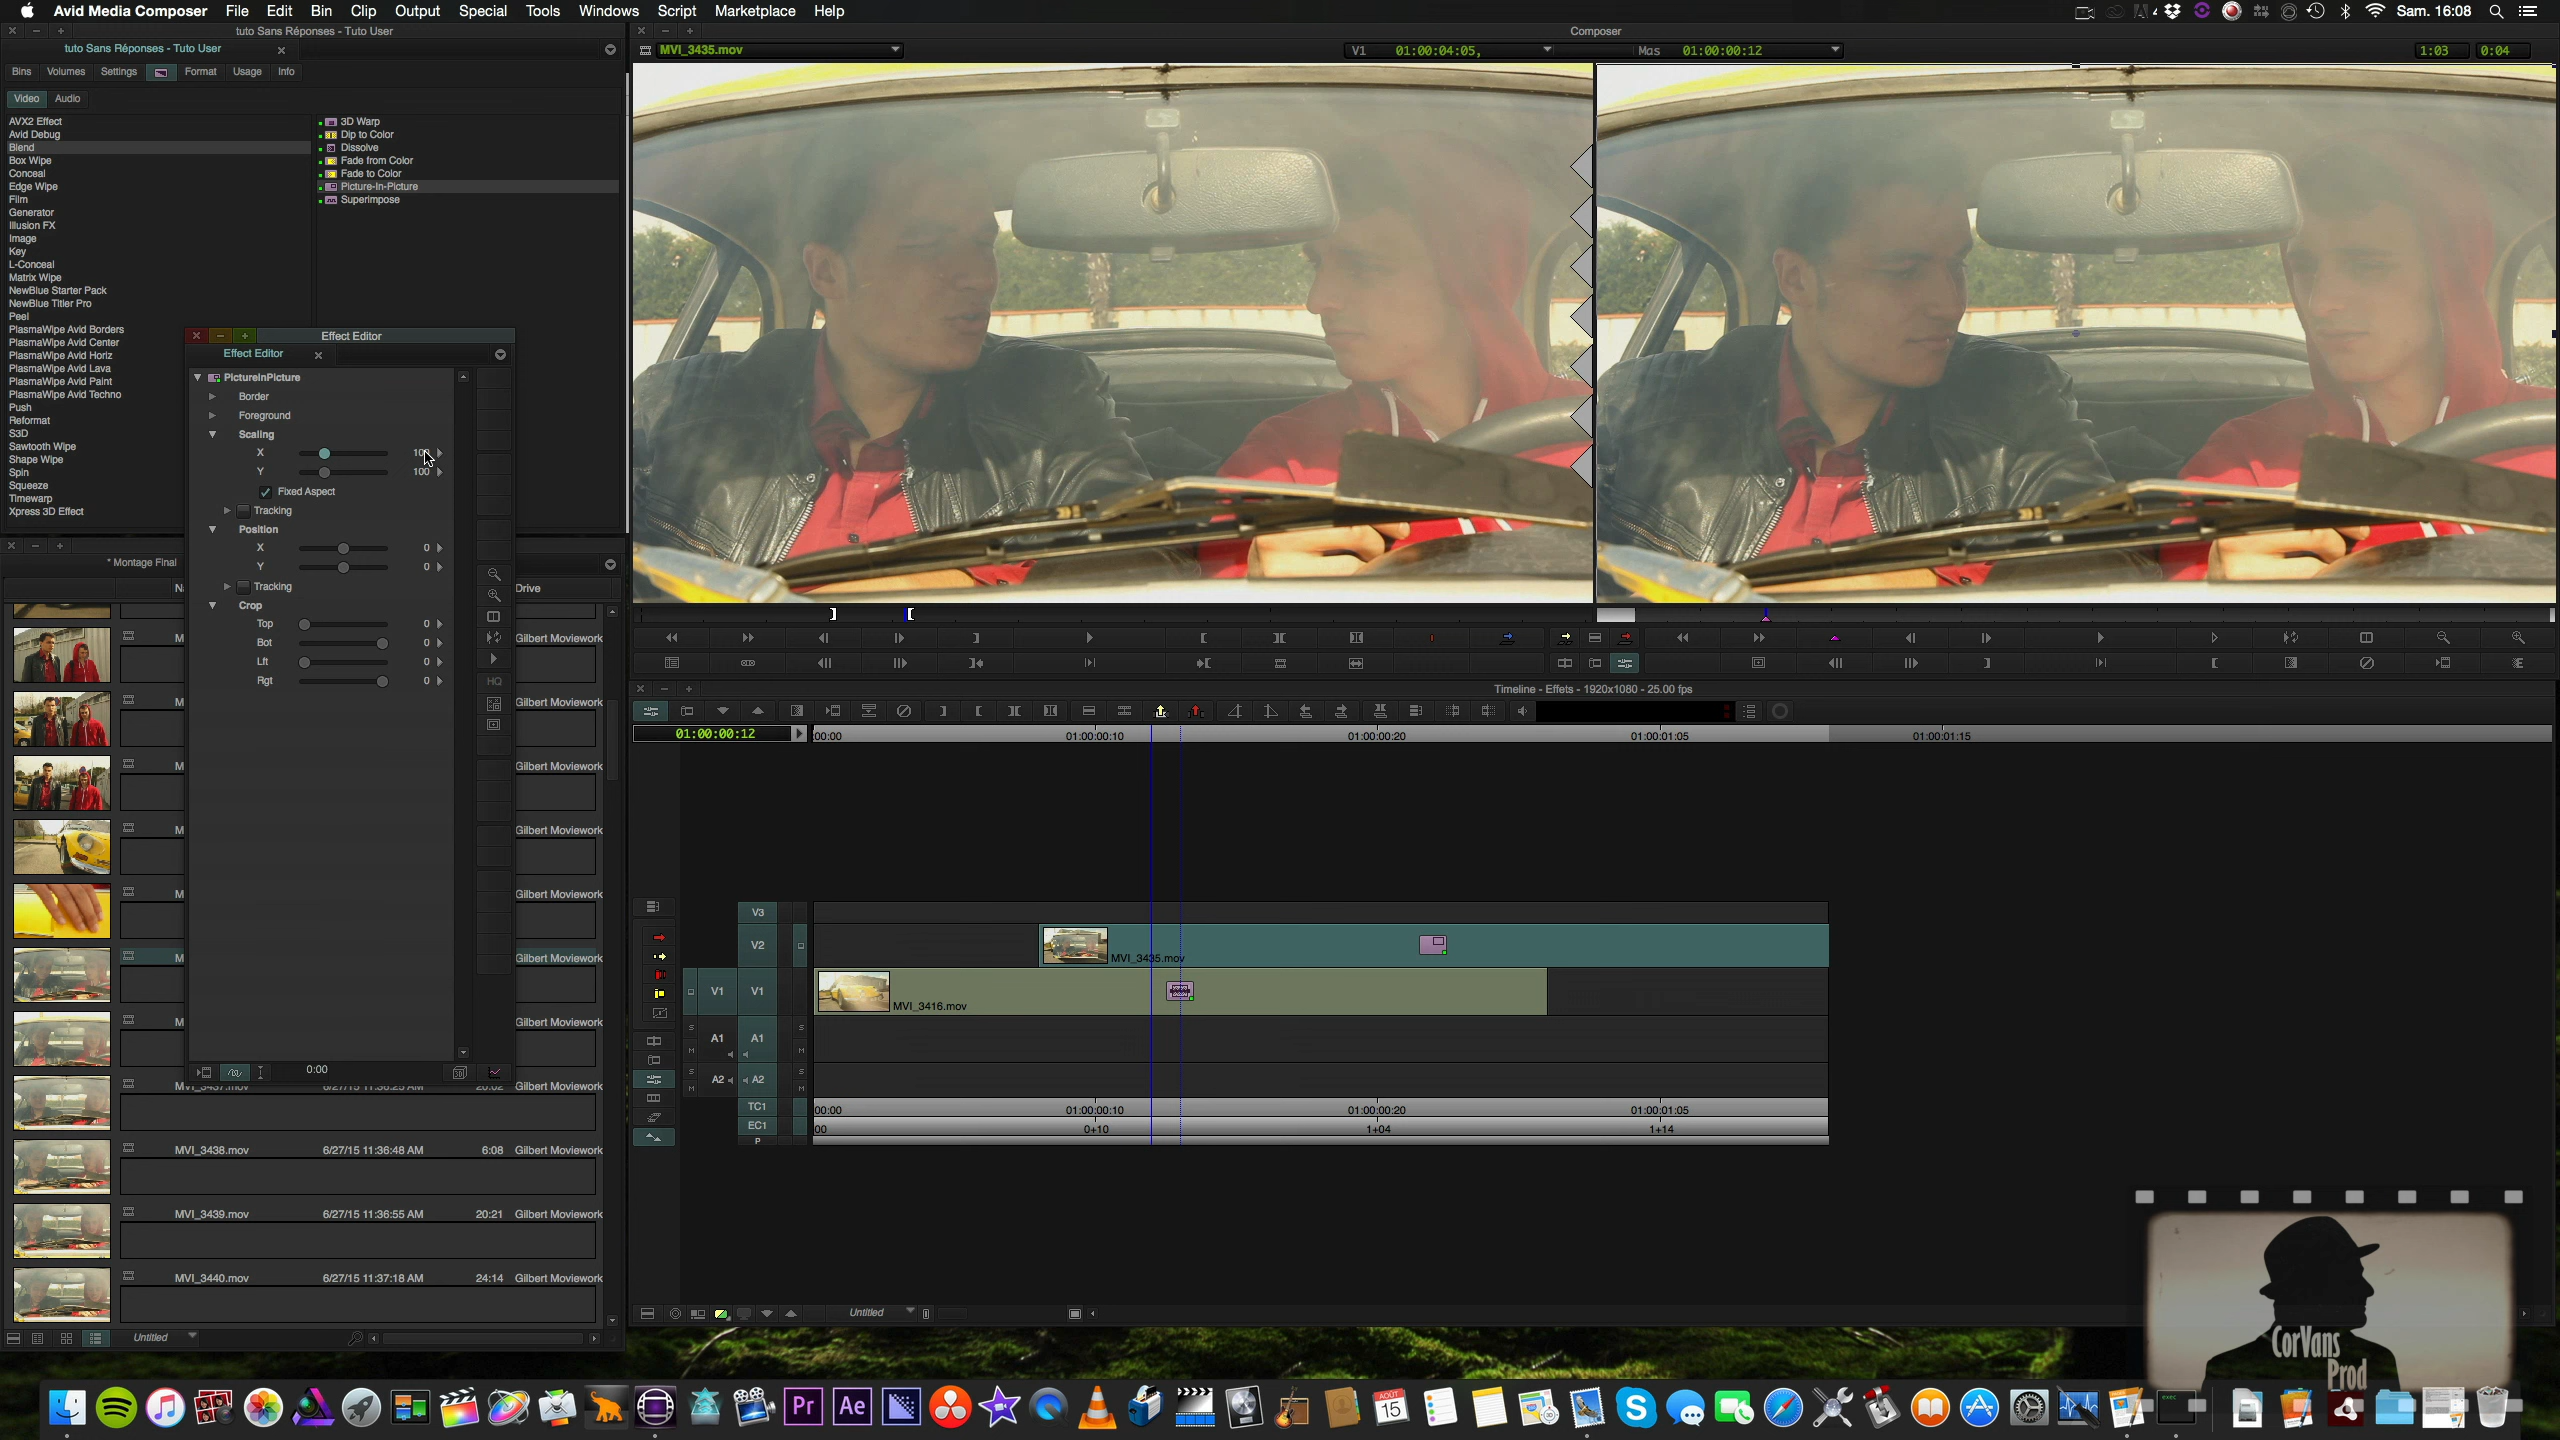 Avid Media Composer File Edit Bin Clip Output Special Tools Windows Script Marketplace Help
Sam. 16:08
tuto Sans Réponses - Tuto User
tuto Sans Réponses - Tuto User
Bins Volumes Settings Format Usage Info
Video Audio
AVX2 Effect
Avid Debug
Blend
Box Wipe
Conceal
Edge Wipe
Film
Generator
Illusion FX
Image
Key
L-Conceal
Matrix Wipe
NewBlue Starter Pack
NewBlue Titler Pro
Peel
PlasmaWipe Avid Borders
PlasmaWipe Avid Center
PlasmaWipe Avid Horiz
PlasmaWipe Avid Lava
PlasmaWipe Avid Paint
PlasmaWipe Avid Techno
Push
Reformat
S3D
Sawtooth Wipe
Shape Wipe
Spin
Squeeze
Timewarp
Xpress 3D Effect
3D Warp
Dip to Color
Dissolve
Fade from Color
Fade to Color
Picture-In-Picture
Superimpose
Effect Editor
Effect Editor
PictureInPicture
Border
Foreground
Scaling
X
Y 100
Fixed Aspect
Tracking
Position
X 0
Y 0
Tracking
Crop
Top 0
Bot 0
Lft 0
Rgt 0
HQ
0:00
* Montage Final
Drive
Gilbert Moviework
Gilbert Moviework
Gilbert Moviework
Gilbert Moviework
Gilbert Moviework
Gilbert Moviework
Gilbert Moviework
MVI_3438.mov 6/27/15 11:36:48 AM 6:08 Gilbert Moviework
MVI_3439.mov 6/27/15 11:36:55 AM 20:21 Gilbert Moviework
MVI_3440.mov 6/27/15 11:37:18 AM 24:14 Gilbert Moviework
Untitled
Composer
MVI_3435.mov
V1 01:00:04:05,
Mas 01:00:00:12
1:03 0:04
Timeline - Effets - 1920x1080 - 25.00 fps
01:00:00:12
:00:00 01:00:00:10 01:00:00:20 01:00:01:05 01:00:01:15
V3
V2
MVI_3435.mov
V1 V1
MVI_3416.mov
A1 A1
A2 A2
TC1 00:00 01:00:00:10 01:00:00:20 01:00:01:05
EC1 00 0+10 1+04 1+14
P
Untitled
CorVans
Prod
Pr Ae
AOÛT
15
exec